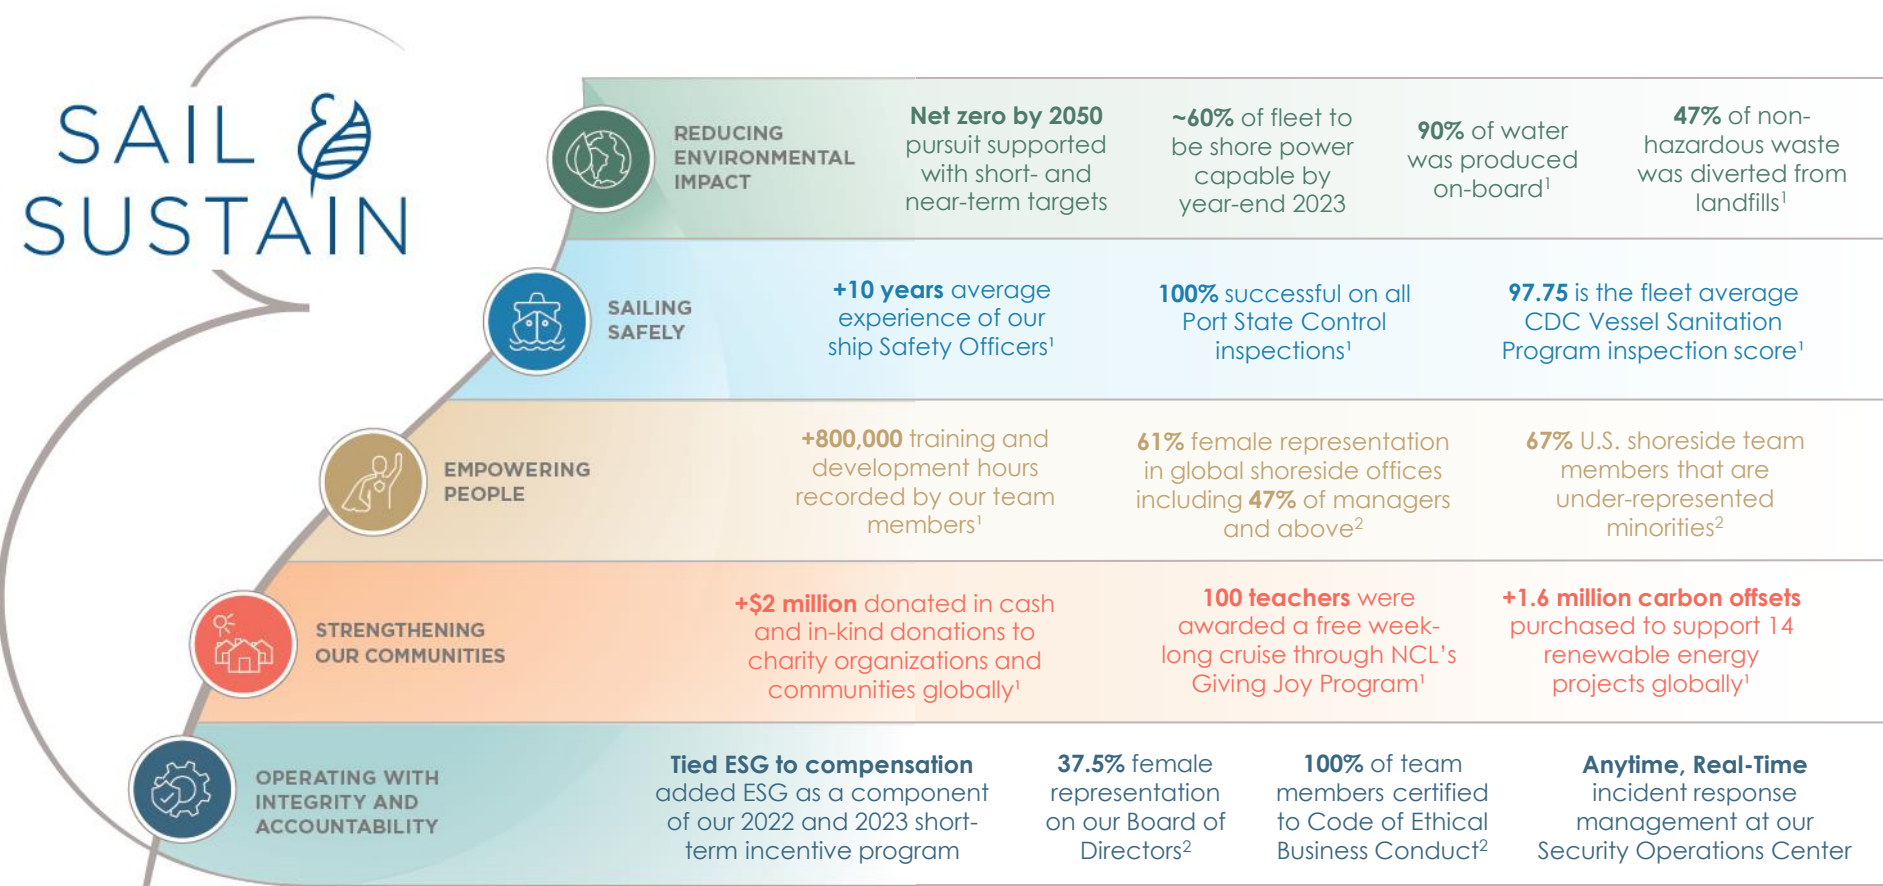 SAIL &
SUSTAIN
REDUCING
ENVIRONMENTAL
IMPACT
Net zero by 2050
pursuit supported
with short- and
near-term targets
~60% of fleet to
be shore power
capable by
year-end 2023
90% of water
was produced
on-board¹
47% of non-
hazardous waste
was diverted from
landfills¹
SAILING
SAFELY
+10 years average
experience of our
ship Safety Officers¹
100% successful on all
Port State Control
inspections¹
97.75 is the fleet average
CDC Vessel Sanitation
Program inspection score¹
EMPOWERING
PEOPLE
+800,000 training and
development hours
recorded by our team
members¹
61% female representation
in global shoreside offices
including 47% of managers
and above²
67% U.S. shoreside team
members that are
under-represented
minorities²
STRENGTHENING
OUR COMMUNITIES
+$2 million donated in cash
and in-kind donations to
charity organizations and
communities globally¹
100 teachers were
awarded a free week-
long cruise through NCL's
Giving Joy Program¹
+1.6 million carbon offsets
purchased to support 14
renewable energy
projects globally¹
OPERATING WITH
INTEGRITY AND
ACCOUNTABILITY
Tied ESG to compensation
added ESG as a component
of our 2022 and 2023 short-
term incentive program
37.5% female
representation
on our Board of
Directors²
100% of team
members certified
to Code of Ethical
Business Conduct²
Anytime, Real-Time
incident response
management at our
Security Operations Center